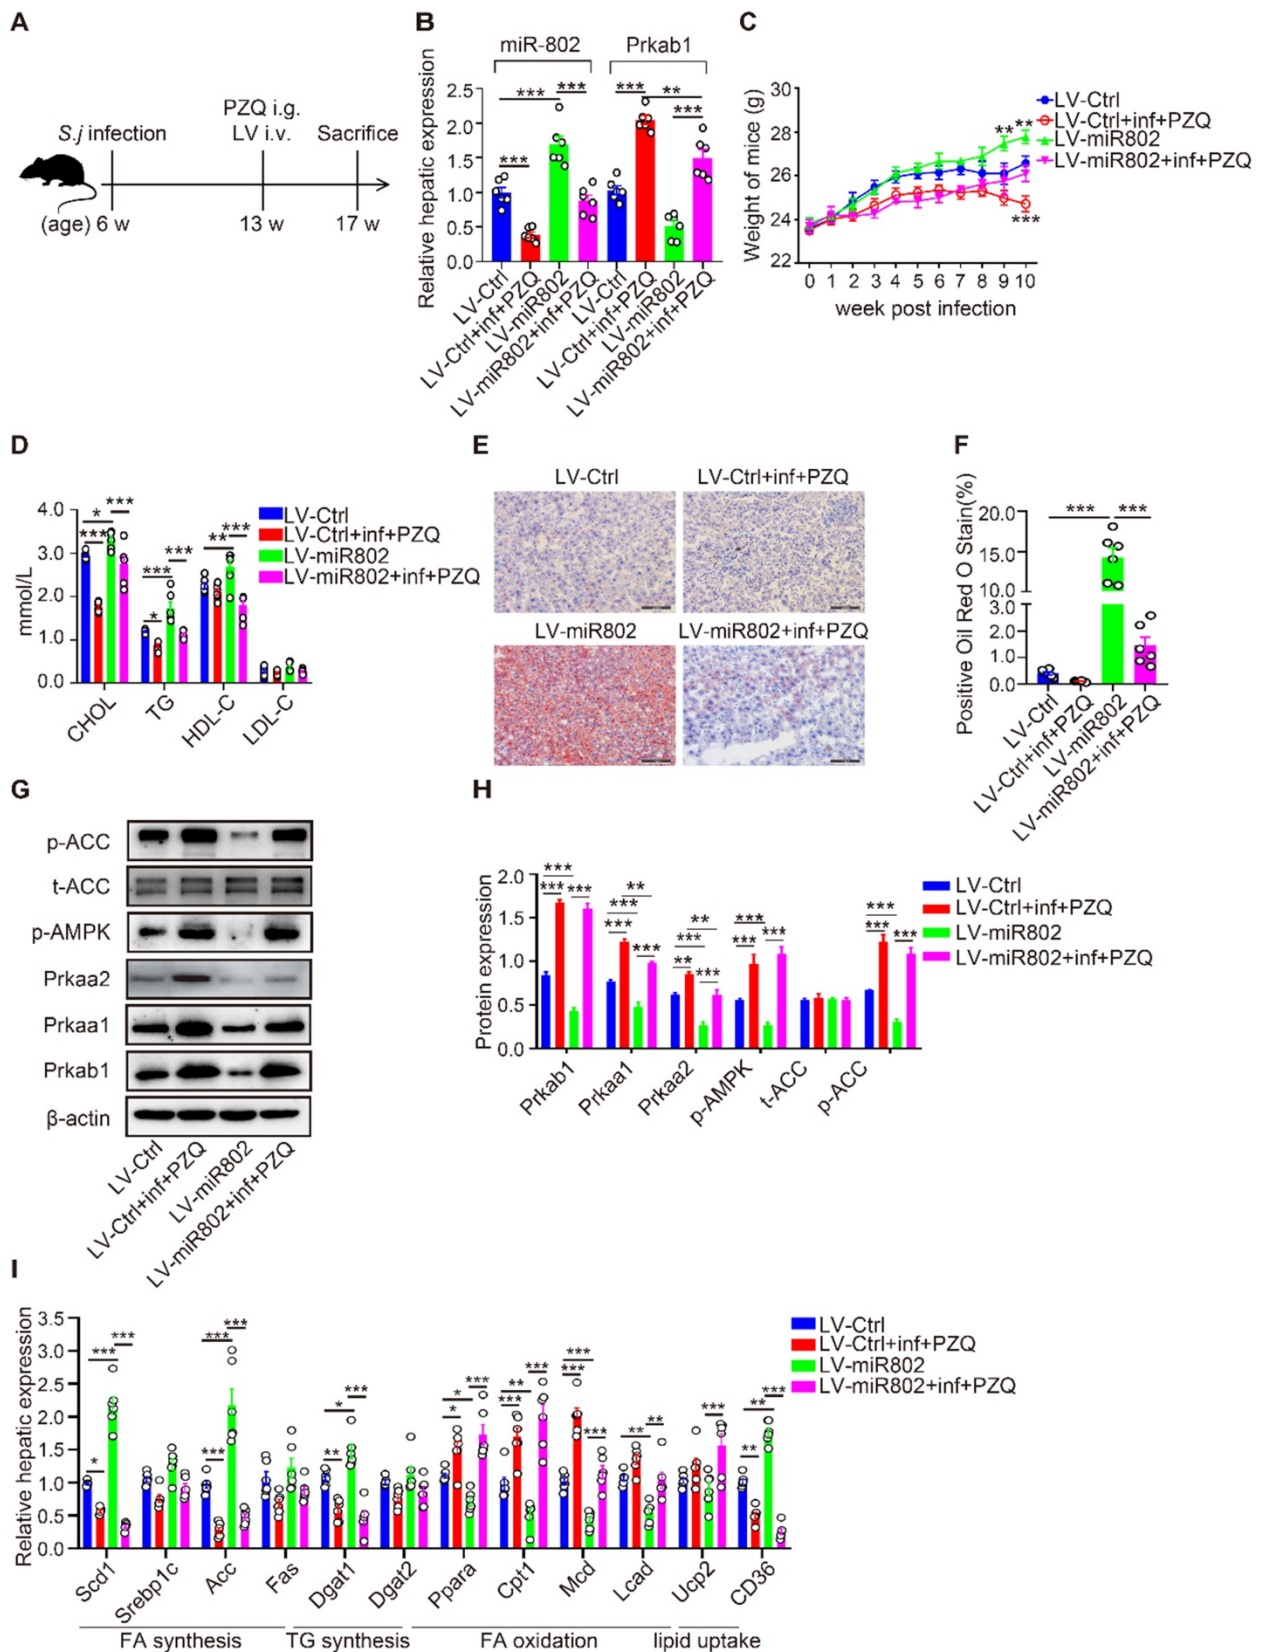 A
PZQ i.g.
S.j infection LV i.v. Sacrifice
(age) 6 w 13 w 17 w
B
miR-802 Prkab1
Relative hepatic expression
2.5
2.0
1.5
1.0
0.5
0.0
*** *** *** *** ** ***
LV-Ctrl
LV-Ctrl+inf+PZQ
LV-miR802
LV-miR802+inf+PZQ
LV-Ctrl
LV-Ctrl+inf+PZQ
LV-miR802
LV-miR802+inf+PZQ
C
Weight of mice (g)
30
28
26
24
22
0 1 2 3 4 5 6 7 8 9 10
week post infection
** **
***
LV-Ctrl
LV-Ctrl+inf+PZQ
LV-miR802
LV-miR802+inf+PZQ
D
mmol/L
4.0
3.0
2.0
1.0
0.0
*** * *** * *** *** ** ***
CHOL
TG
HDL-C
LDL-C
LV-Ctrl
LV-Ctrl+inf+PZQ
LV-miR802
LV-miR802+inf+PZQ
E
LV-Ctrl LV-Ctrl+inf+PZQ
LV-miR802 LV-miR802+inf+PZQ
F
Positive Oil Red O Stain(%)
20.0
15.0
10.0
3.0
2.0
1.0
0.0
*** ***
LV-Ctrl
LV-Ctrl+inf+PZQ
LV-miR802
LV-miR802+inf+PZQ
G
p-ACC
t-ACC
p-AMPK
Prkaa2
Prkaa1
Prkab1
β-actin
LV-Ctrl
LV-Ctrl+inf+PZQ
LV-miR802
LV-miR802+inf+PZQ
H
Protein expression
2.0
1.5
1.0
0.5
0.0
*** ** ** *** ***
*** *** *** *** *** *** ***
*** ** *** *** ***
Prkab1
Prkaa1
Prkaa2
p-AMPK
t-ACC
p-ACC
LV-Ctrl
LV-Ctrl+inf+PZQ
LV-miR802
LV-miR802+inf+PZQ
I
Relative hepatic expression
3.5
3.0
2.5
2.0
1.5
1.0
0.5
0.0
* *** *** *** *** *** ** * *** * * *** *** ** *** *** *** *** ** ** *** ** ** ***
Scd1
Srebp1c
Acc
Fas
Dgat1
Dgat2
Ppara
Cpt1
Mcd
Lcad
Ucp2
CD36
FA synthesis TG synthesis FA oxidation lipid uptake
LV-Ctrl
LV-Ctrl+inf+PZQ
LV-miR802
LV-miR802+inf+PZQ